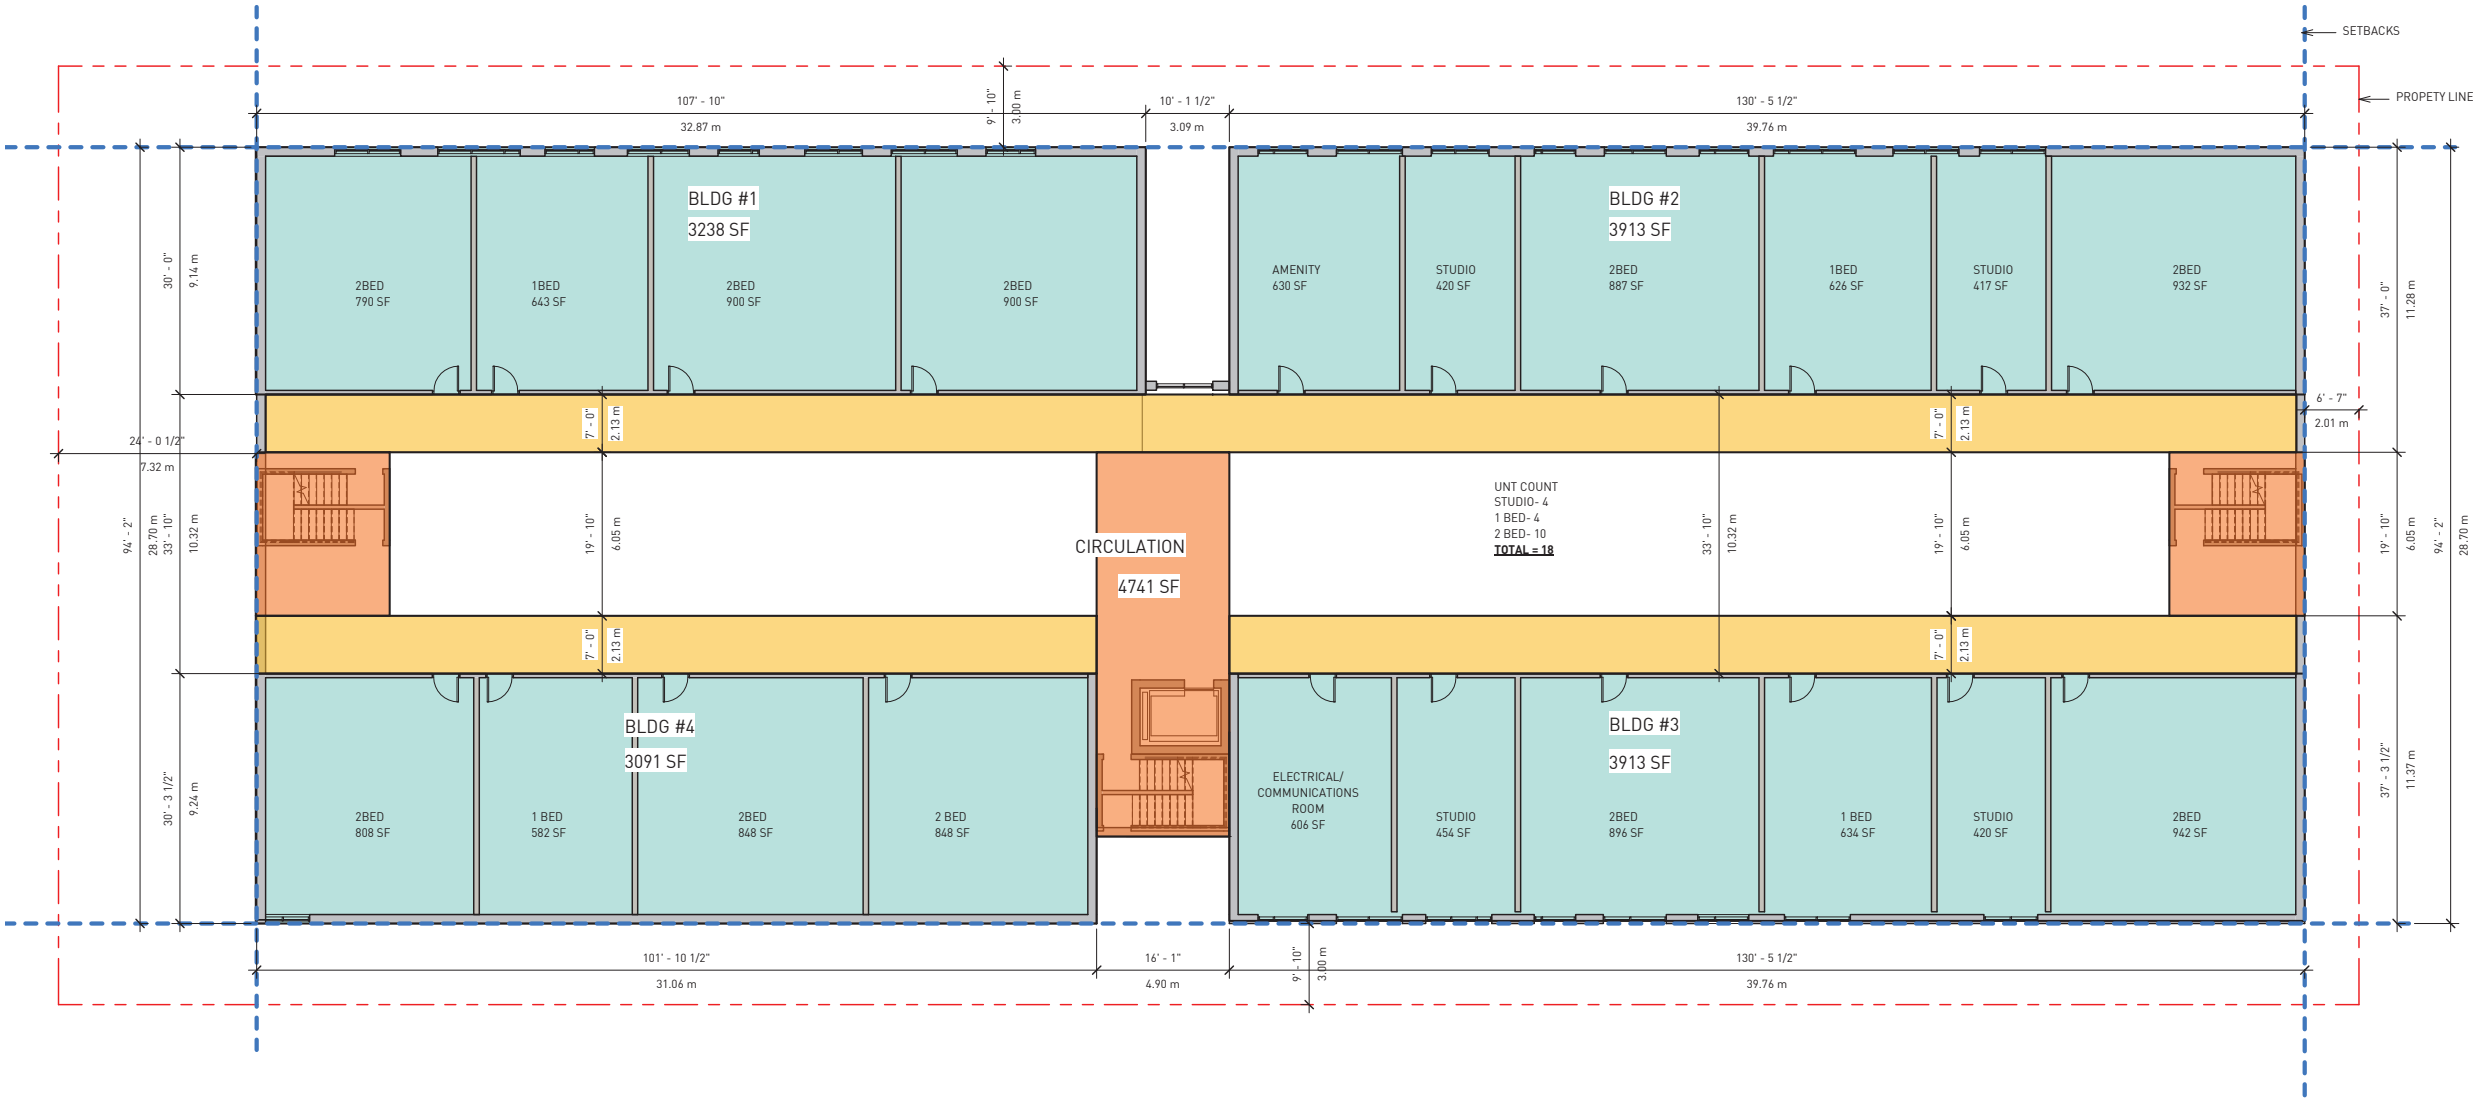 SETBACKS
PROPETY LINE
107' - 10"
32.87 m
9' - 10"
3.00 m
10' - 1 1/2"
3.09 m
130' - 5 1/2"
39.76 m
BLDG #1
3238 SF
2BED
790 SF
1BED
643 SF
2BED
900 SF
2BED
900 SF
BLDG #2
3913 SF
AMENITY
630 SF
STUDIO
420 SF
2BED
887 SF
1BED
626 SF
STUDIO
417 SF
2BED
932 SF
30' - 0"
9.14 m
37' - 0"
11.28 m
7' - 0"
2.13 m
7' - 0"
2.13 m
6' - 7"
2.01 m
24' - 0 1/2"
7.32 m
94' - 2"
28.70 m
33' - 10"
10.32 m
19' - 10"
6.05 m
CIRCULATION
4741 SF
UNT COUNT
STUDIO- 4
1 BED- 4
2 BED- 10
TOTAL = 18
33' - 10"
10.32 m
19' - 10"
6.05 m
19' - 10"
6.05 m
94' - 2"
28.70 m
7' - 0"
2.13 m
7' - 0"
2.13 m
BLDG #4
3091 SF
2BED
808 SF
1 BED
582 SF
2BED
848 SF
2 BED
848 SF
BLDG #3
3913 SF
ELECTRICAL/
COMMUNICATIONS
ROOM
606 SF
STUDIO
454 SF
2BED
896 SF
1 BED
634 SF
STUDIO
420 SF
2BED
942 SF
30' - 3 1/2"
9.24 m
37' - 3 1/2"
11.37 m
101' - 10 1/2"
31.06 m
16' - 1"
4.90 m
9' - 10"
3.00 m
130' - 5 1/2"
39.76 m